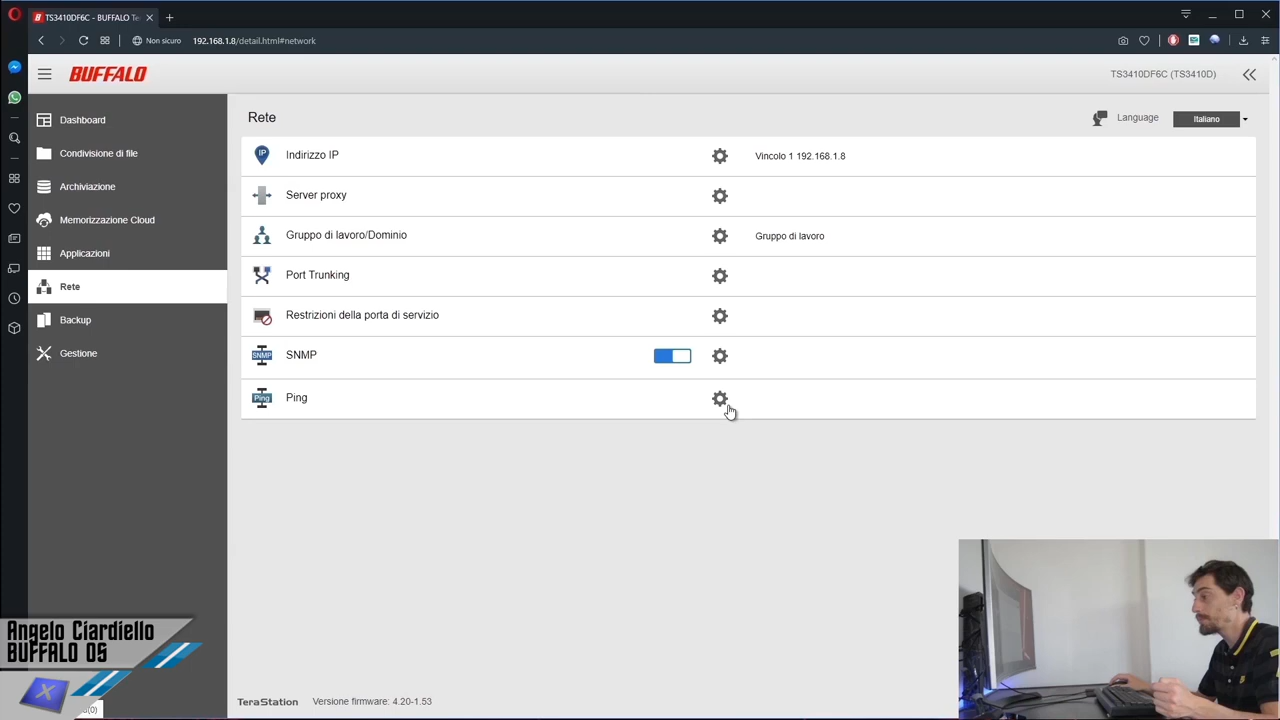 TS3410DF6C - BUFFALO Te
Non sicuro
192.168.1.8/detail.html#network
BUFFALO
TS3410DF6C (TS3410D)
Dashboard
Condivisione di file
Archiviazione
Memorizzazione Cloud
Applicazioni
Rete
Backup
Gestione
Rete
Language
Italiano
IP
Indirizzo IP
Vincolo 1 192.168.1.8
Server proxy
Gruppo di lavoro/Dominio
Gruppo di lavoro
Port Trunking
Restrizioni della porta di servizio
SNMP
SNMP
Ping
Ping
Angelo Ciardiello
BUFFALO OS
X
TeraStation
Versione firmware: 4.20-1.53